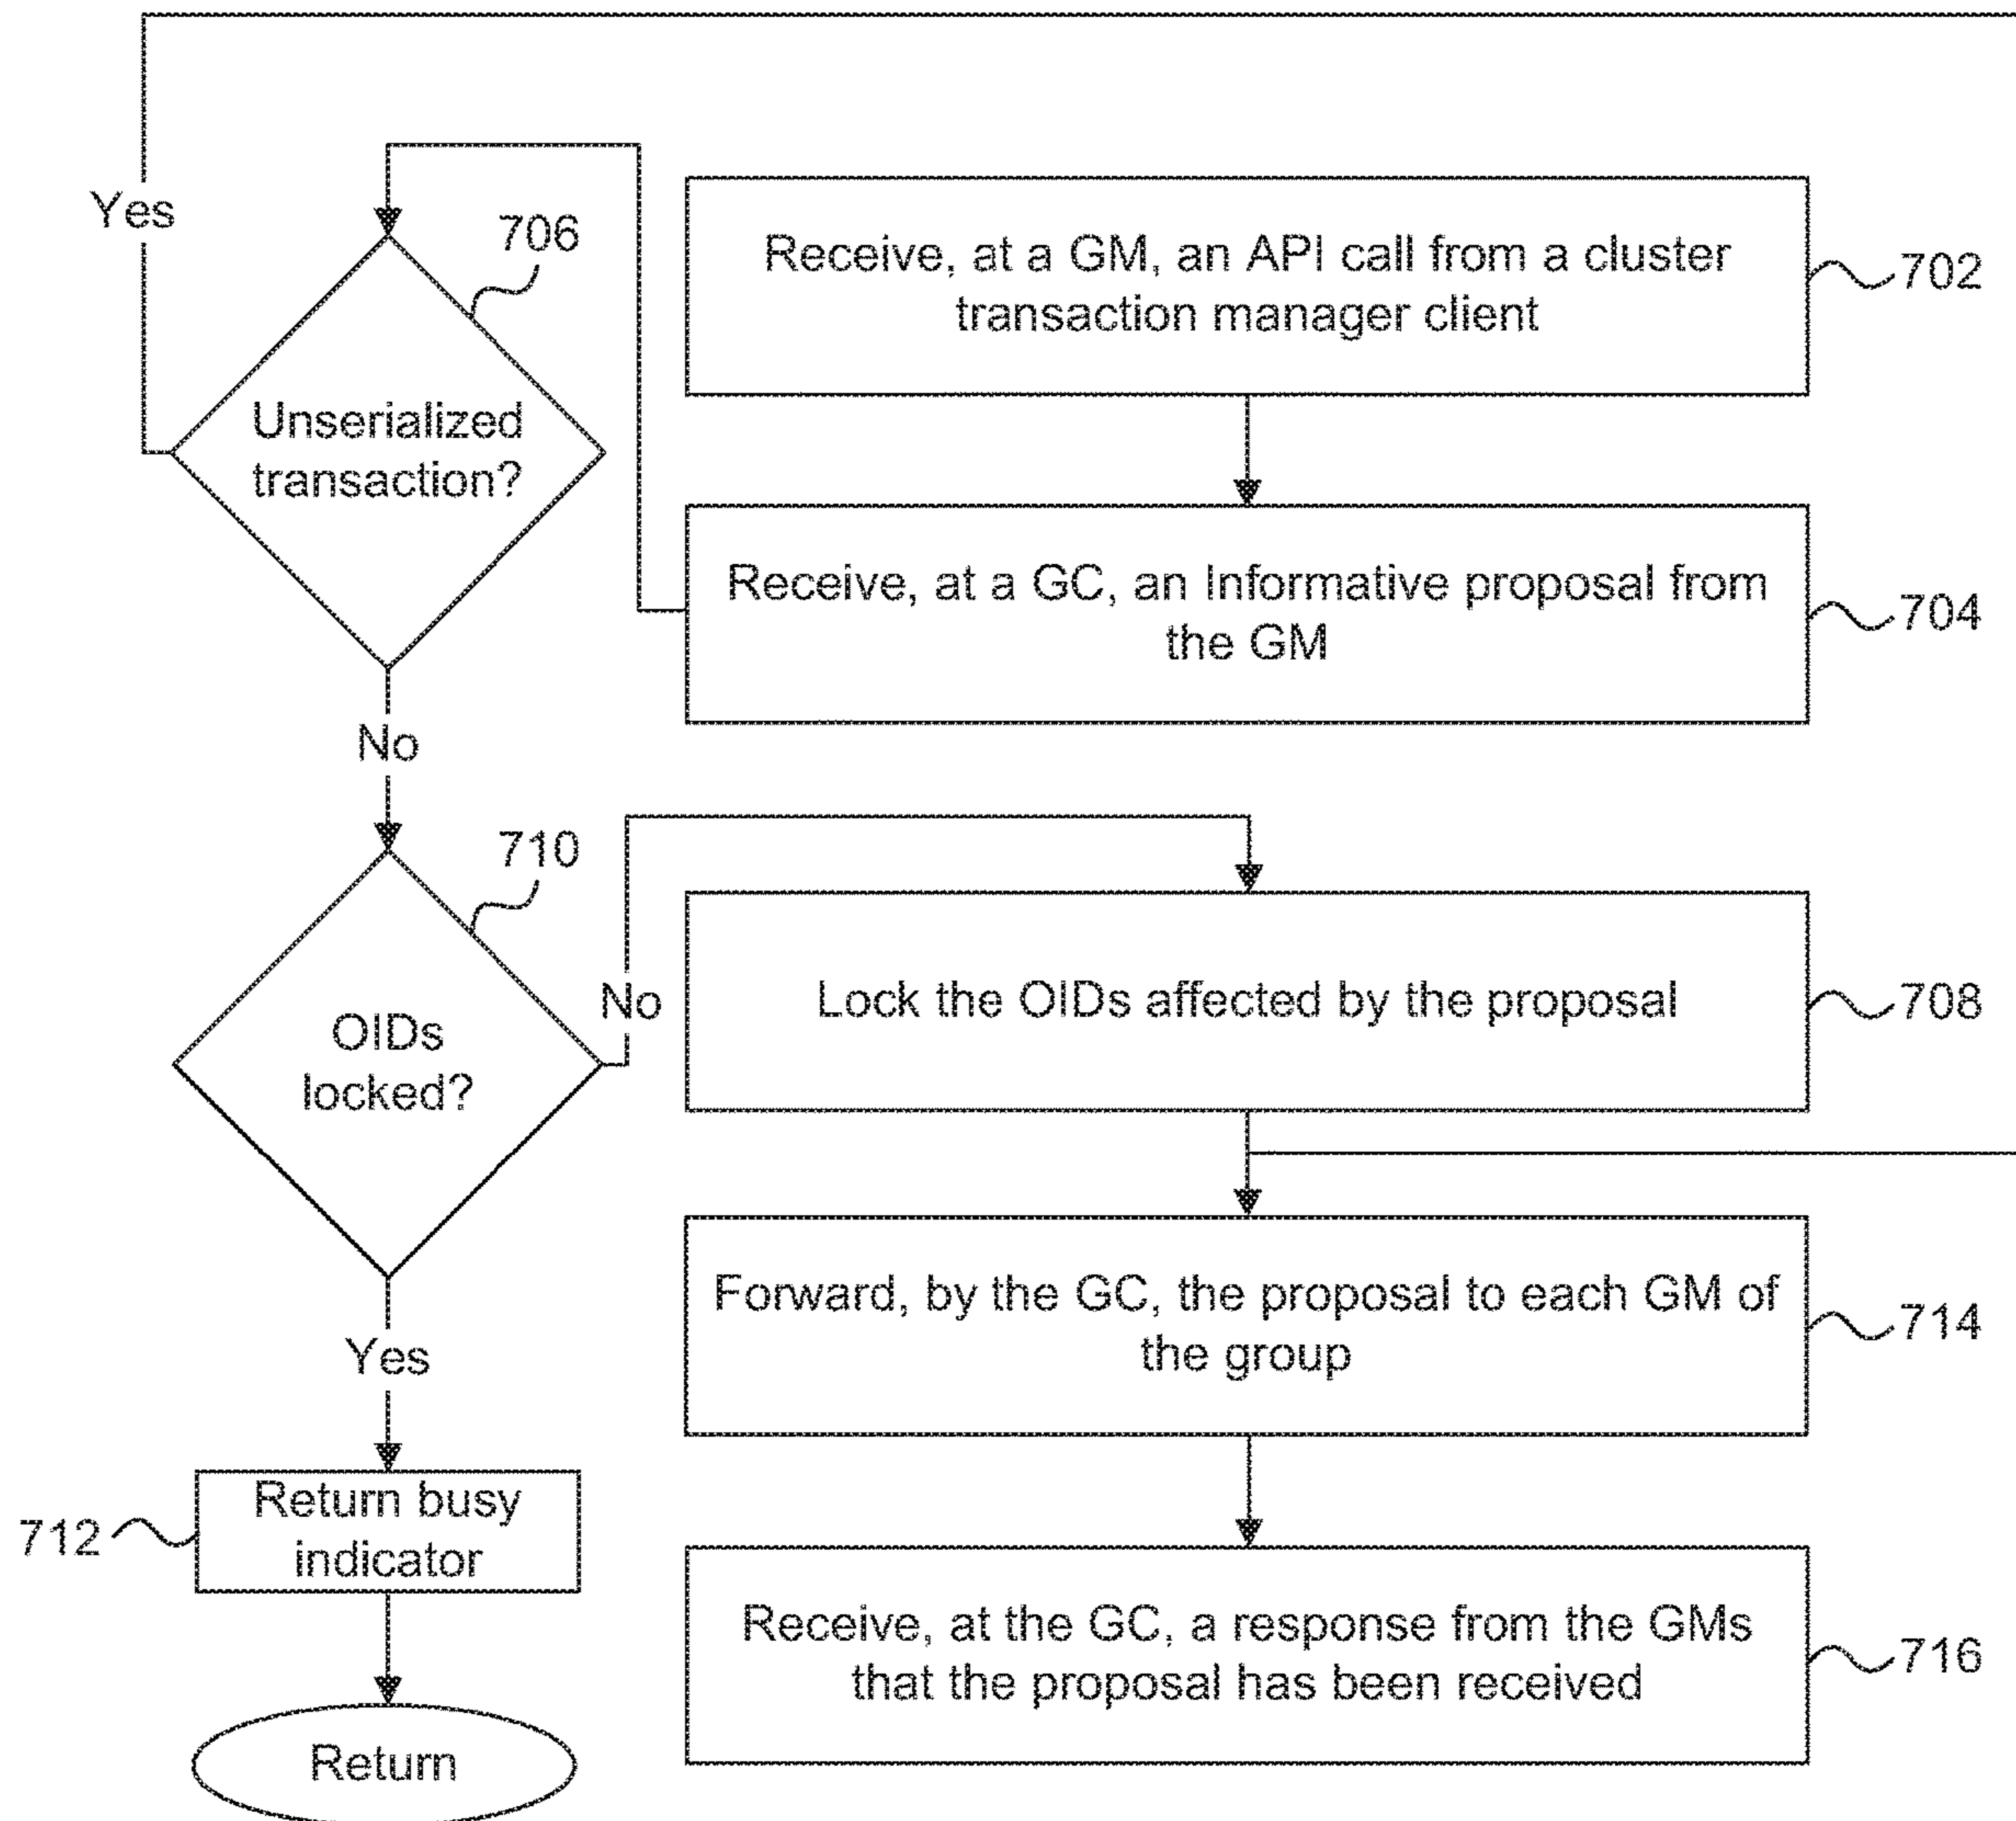 Yes
706
Receive, at a GM, an API call from a cluster
transaction manager client
702
Unserialized
transaction?
Receive, at a GC, an Informative proposal from
the GM
704
No
710
No
OIDs
locked?
Lock the OIDs affected by the proposal
708
Forward, by the GC, the proposal to each GM of
the group
714
Yes
Return busy
indicator
712
Receive, at the GC, a response from the GMs
that the proposal has been received
716
Return